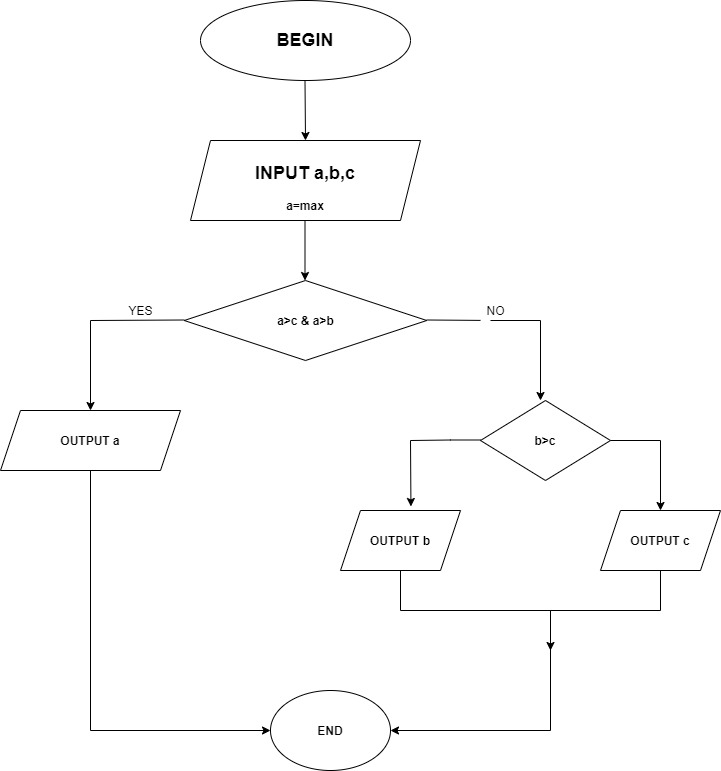 BEGIN
INPUT a,b,c
a=max
a>c & a>b
YES
NO
OUTPUT a
b>c
OUTPUT b
OUTPUT c
END